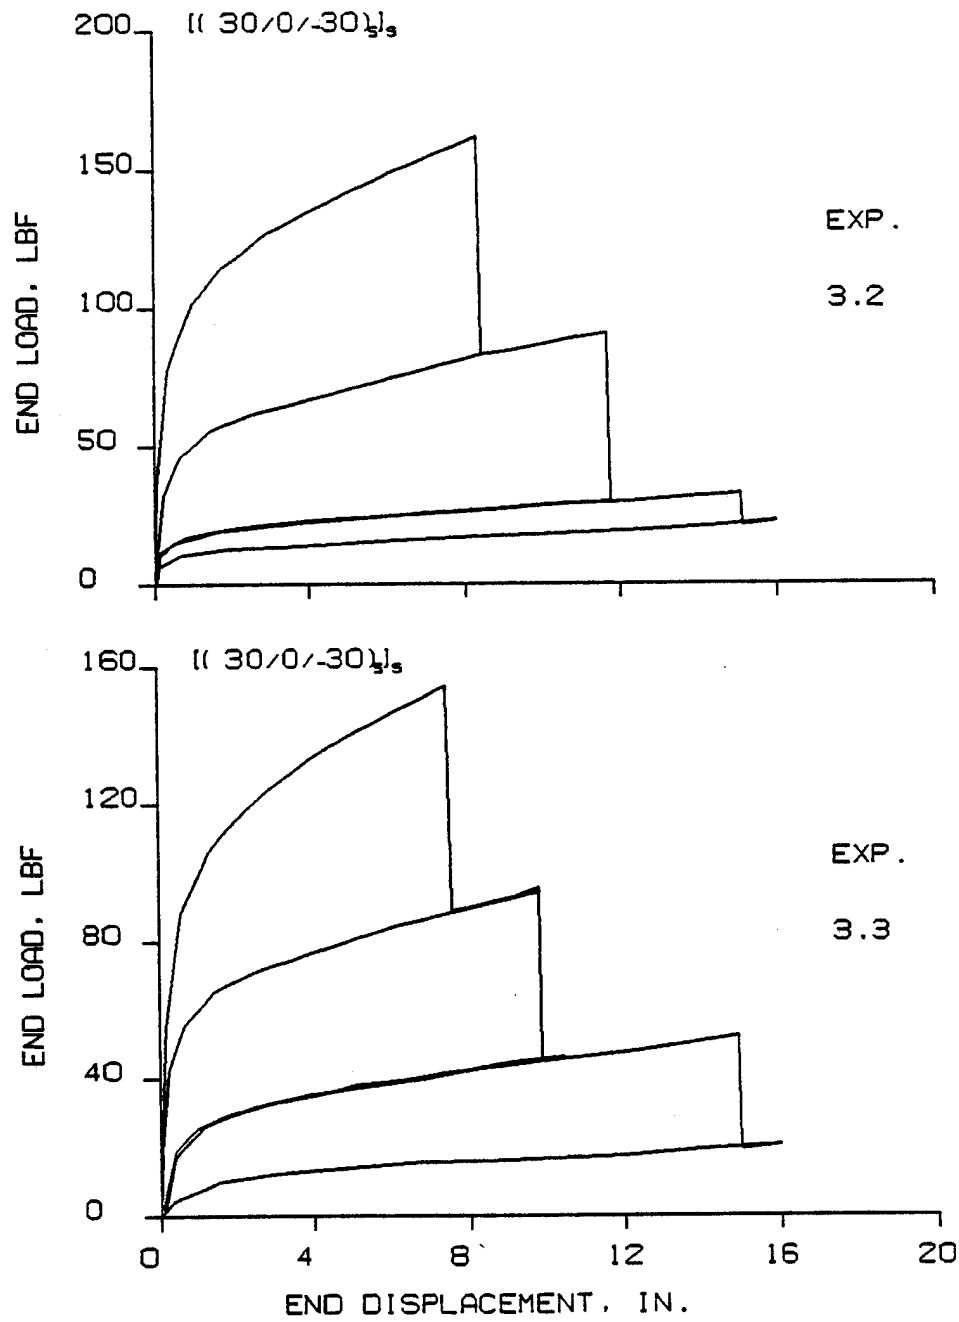 [( 30/0/-30)s]s
200
150
100
50
0
END LOAD, LBF
EXP.
3.2
[( 30/0/-30)s]s
160
120
80
40
0
END LOAD, LBF
EXP.
3.3
0 4 8 12 16 20
END DISPLACEMENT, IN.